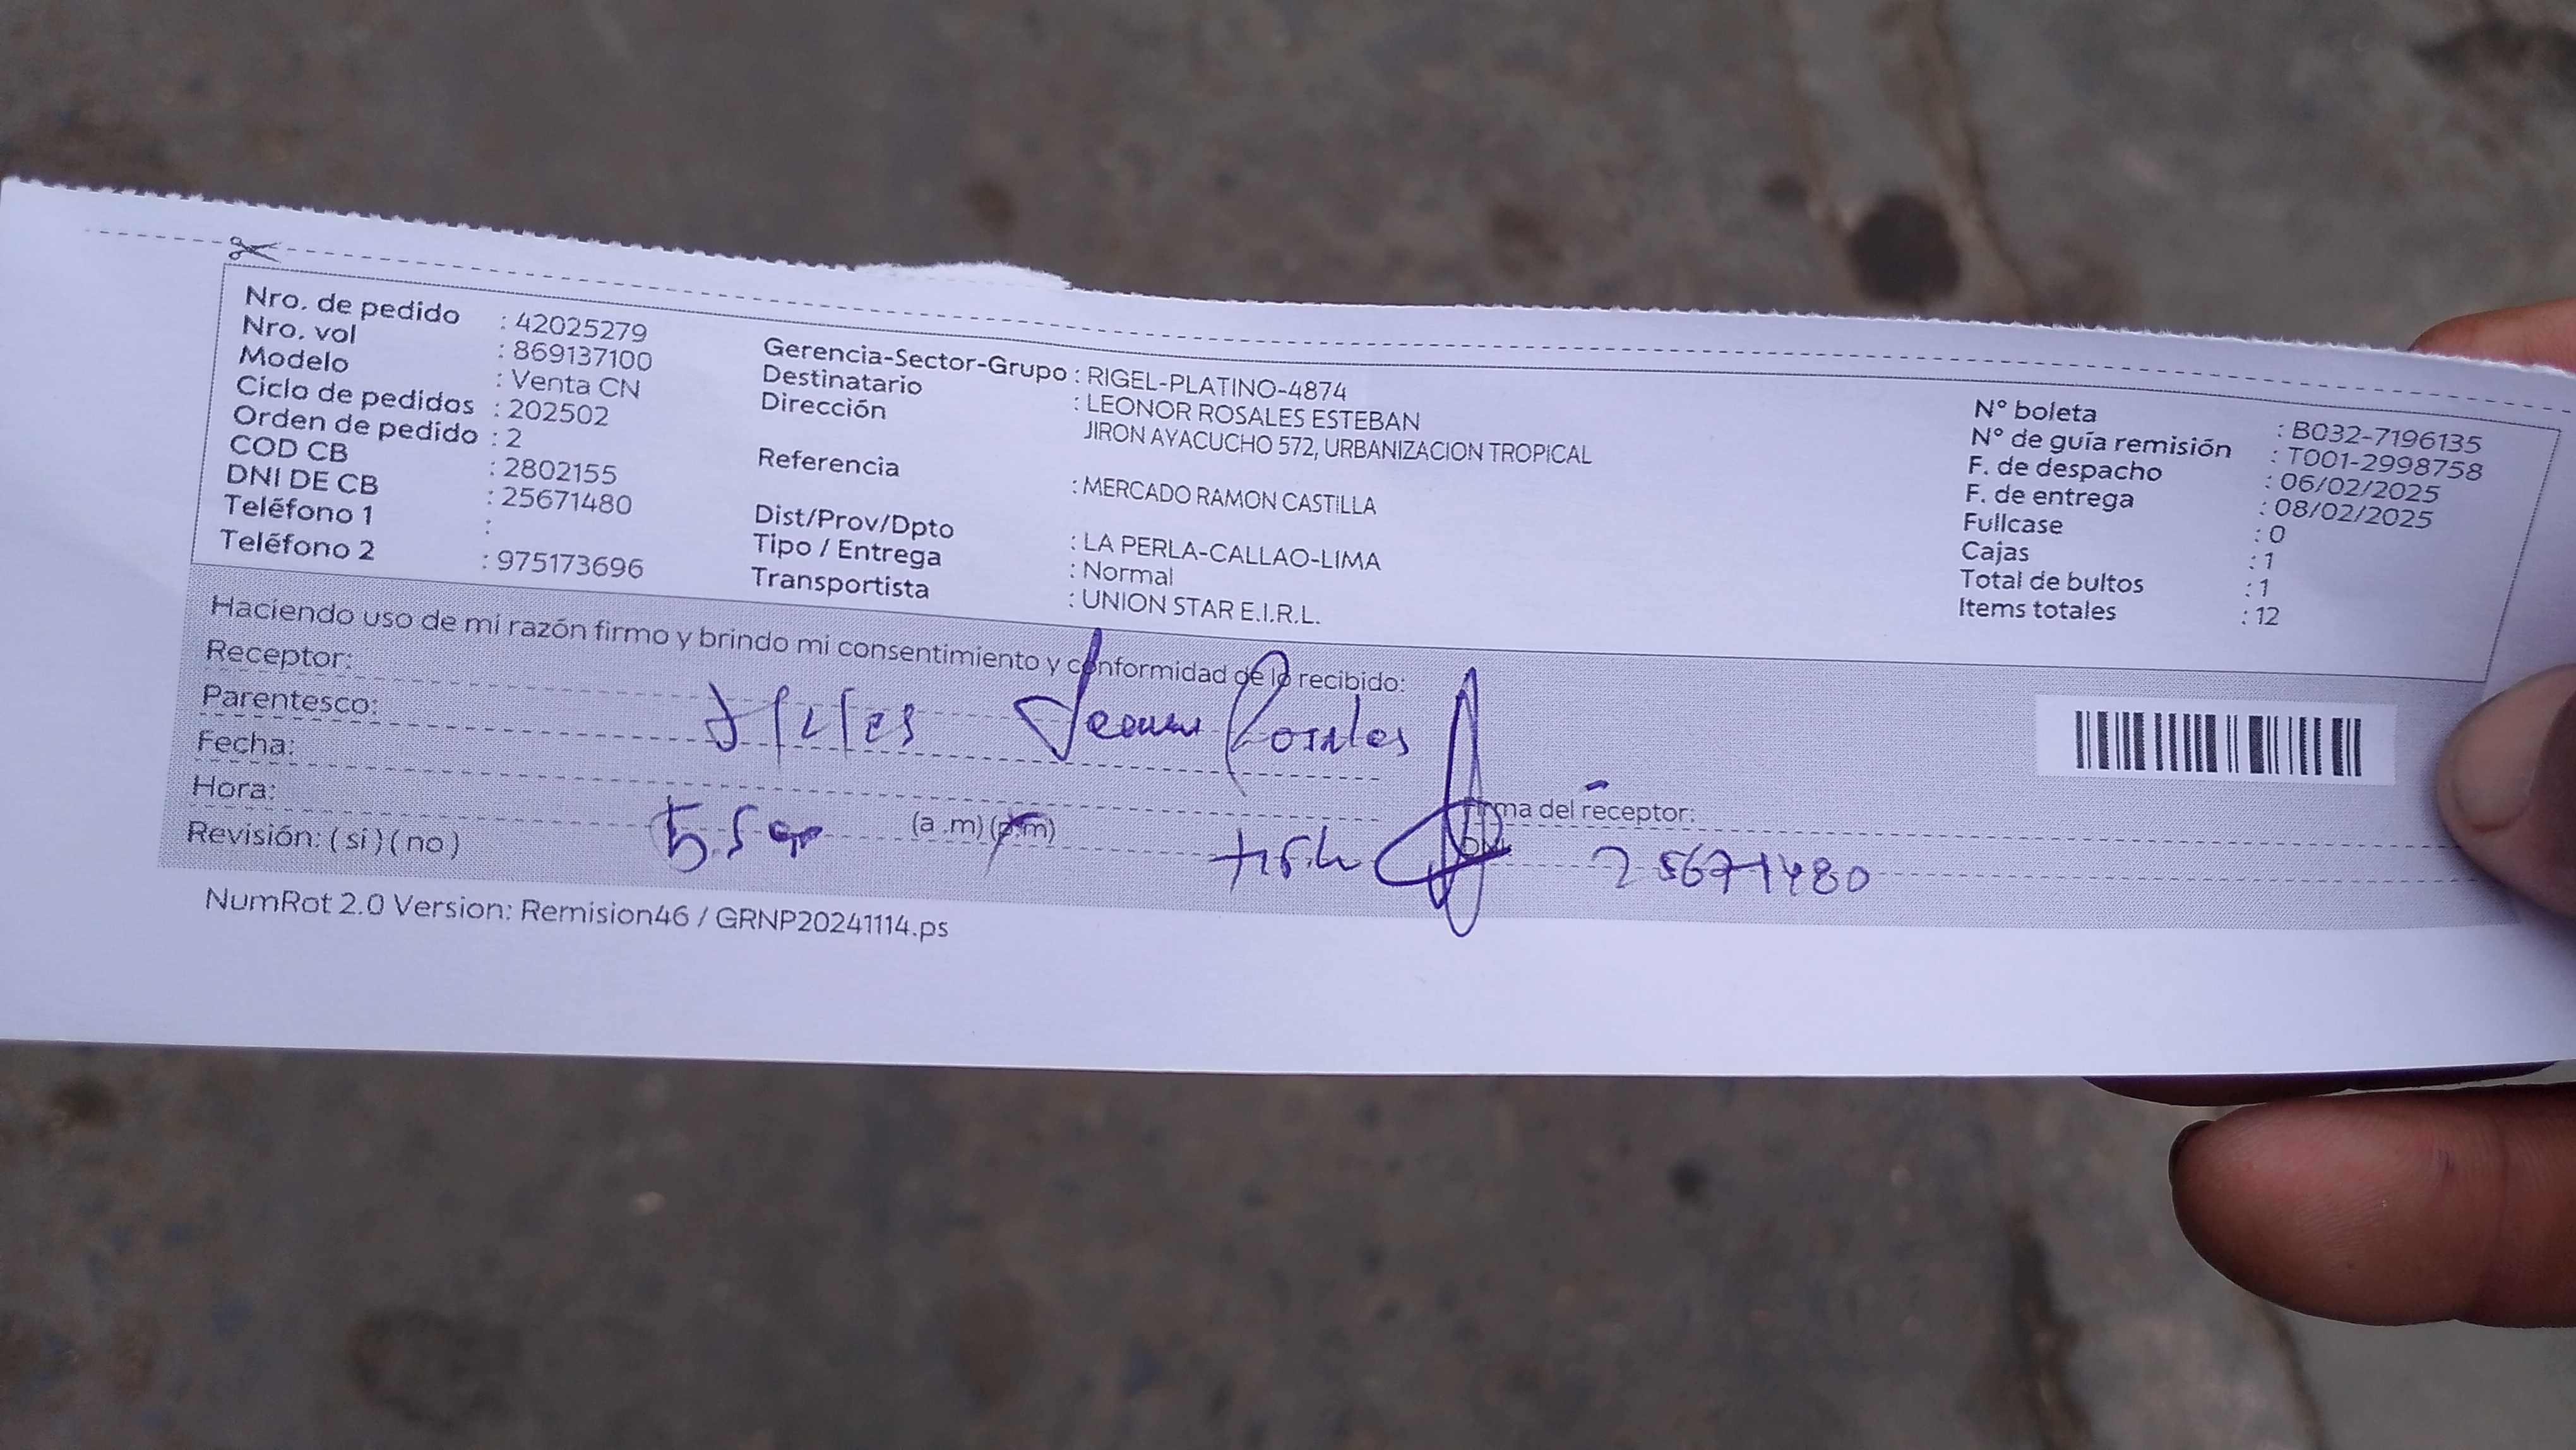 Nro. de pedido : 42025279
Nro. vol : 869137100
Modelo : Venta CN
Ciclo de pedidos : 202502
Orden de pedido : 2
COD CB : 2802155
DNI DE CB : 25671480
Teléfono 1 :
Teléfono 2 : 975173696
Gerencia-Sector-Grupo : RIGEL-PLATINO-4874
Destinatario : LEONOR ROSALES ESTEBAN
Dirección JIRON AYACUCHO 572, URBANIZACION TROPICAL
Referencia : MERCADO RAMON CASTILLA
Dist/Prov/Dpto : LA PERLA-CALLAO-LIMA
Tipo / Entrega : Normal
Transportista : UNION STAR E.I.R.L.
N° boleta : B032-7196135
N° de guía remisión : T001-2998758
F. de despacho : 06/02/2025
F. de entrega : 08/02/2025
Fullcase : 0
Cajas : 1
Total de bultos : 1
Items totales : 12
Haciendo uso de mi razón firmo y brindo mi consentimiento y conformidad de lo recibido:
Receptor:
Parentesco: Rosales
Fecha:
Hora: (a .m) (p.m)
Revisión: ( si ) ( no )
Firma del receptor:
25671480
NumRot 2.0 Version: Remision46 / GRNP20241114.ps